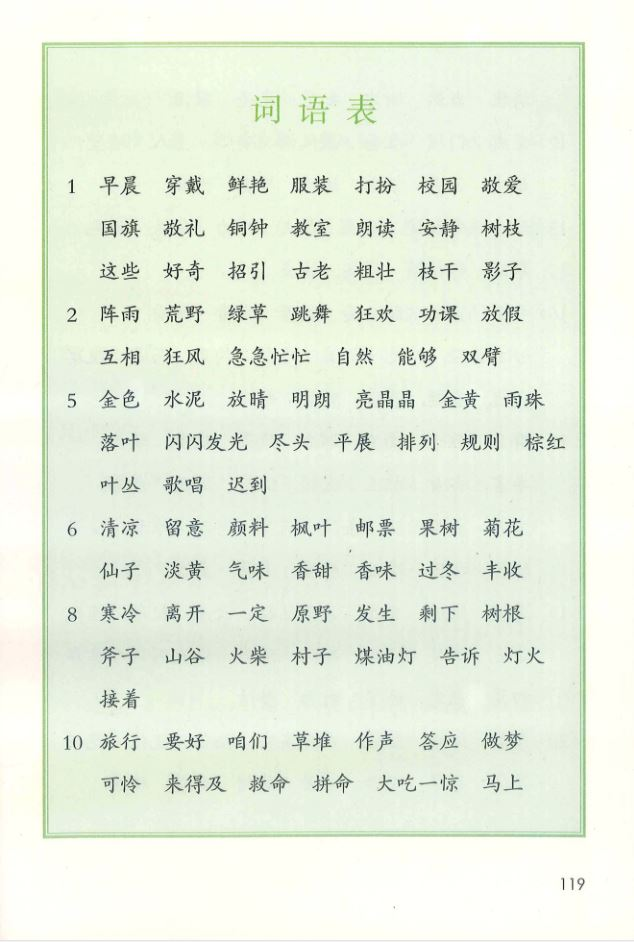 词语表
1 早晨 穿戴 鲜艳 服装 打扮 校园 敬爱
国旗 敬礼 铜钟 教室 朗读 安静 树枝
这些 好奇 招引 古老 粗壮 枝干 影子
2 阵雨 荒野 绿草 跳舞 狂欢 功课 放假
互相 狂风 急急忙忙 自然 能够 双臂
5 金色 水泥 放晴 明朗 亮晶晶 金黄 雨珠
落叶 闪闪发光 尽头 平展 排列 规则 棕红
叶丛 歌唱 迟到
6 清凉 留意 颜料 枫叶 邮票 果树 菊花
仙子 淡黄 气味 香甜 香味 过冬 丰收
8 寒冷 离开 一定 原野 发生 剩下 树根
斧子 山谷 火柴 村子 煤油灯 告诉 灯火
接着
10 旅行 要好 咱们 草堆 作声 答应 做梦
可怜 来得及 救命 拼命 大吃一惊 马上
119